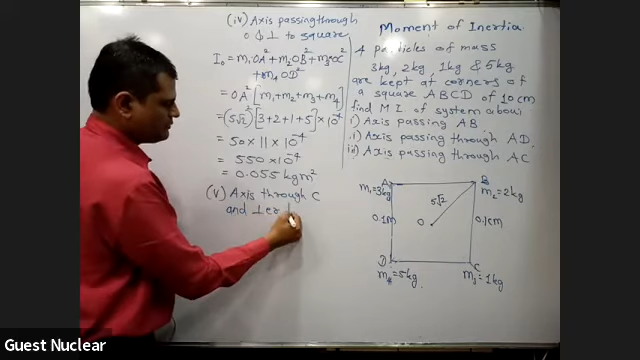 (iv) Axis passing through
O & ⊥ to square
I₀ = m₁OA² + m₂OB² + m₃OC²
+ m₄OD²
= OA² [m₁+m₂+m₃+m₄]
= (5√2)² [3+2+1+5] × 10⁻⁴
= 50 × 11 × 10⁻⁴
= 550 × 10⁻⁴
= 0.055 kgm²
(v) Axis through C
and ⊥er
Moment of Inertia
4 particles of mass
3kg, 2kg, 1kg & 5kg
are kept at corners of
a square ABCD of 10cm
find M I of system about
i) Axis passing AB
ii) Axis passing through AD
iii) Axis passing through AC
A
B
m₁=3kg
m₂=2kg
5√2
0.1M
O
0.1cm
D
C
m₄=5kg
m₃=1kg
Guest Nuclear